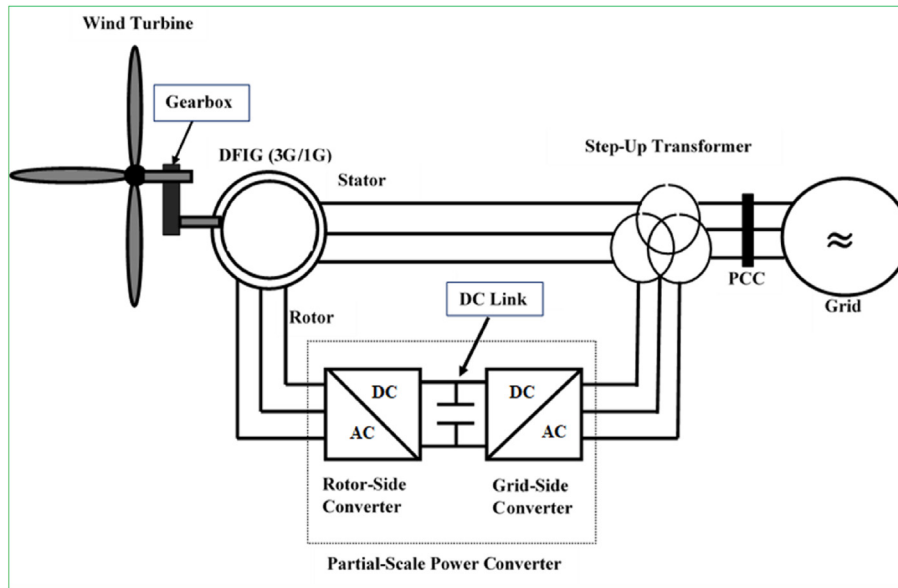 Wind Turbine
Gearbox
DFIG (3G/1G)
Stator
Step-Up Transformer
≈
PCC
Grid
Rotor
DC Link
DC
AC
DC
AC
Rotor-Side
Converter
Grid-Side
Converter
Partial-Scale Power Converter